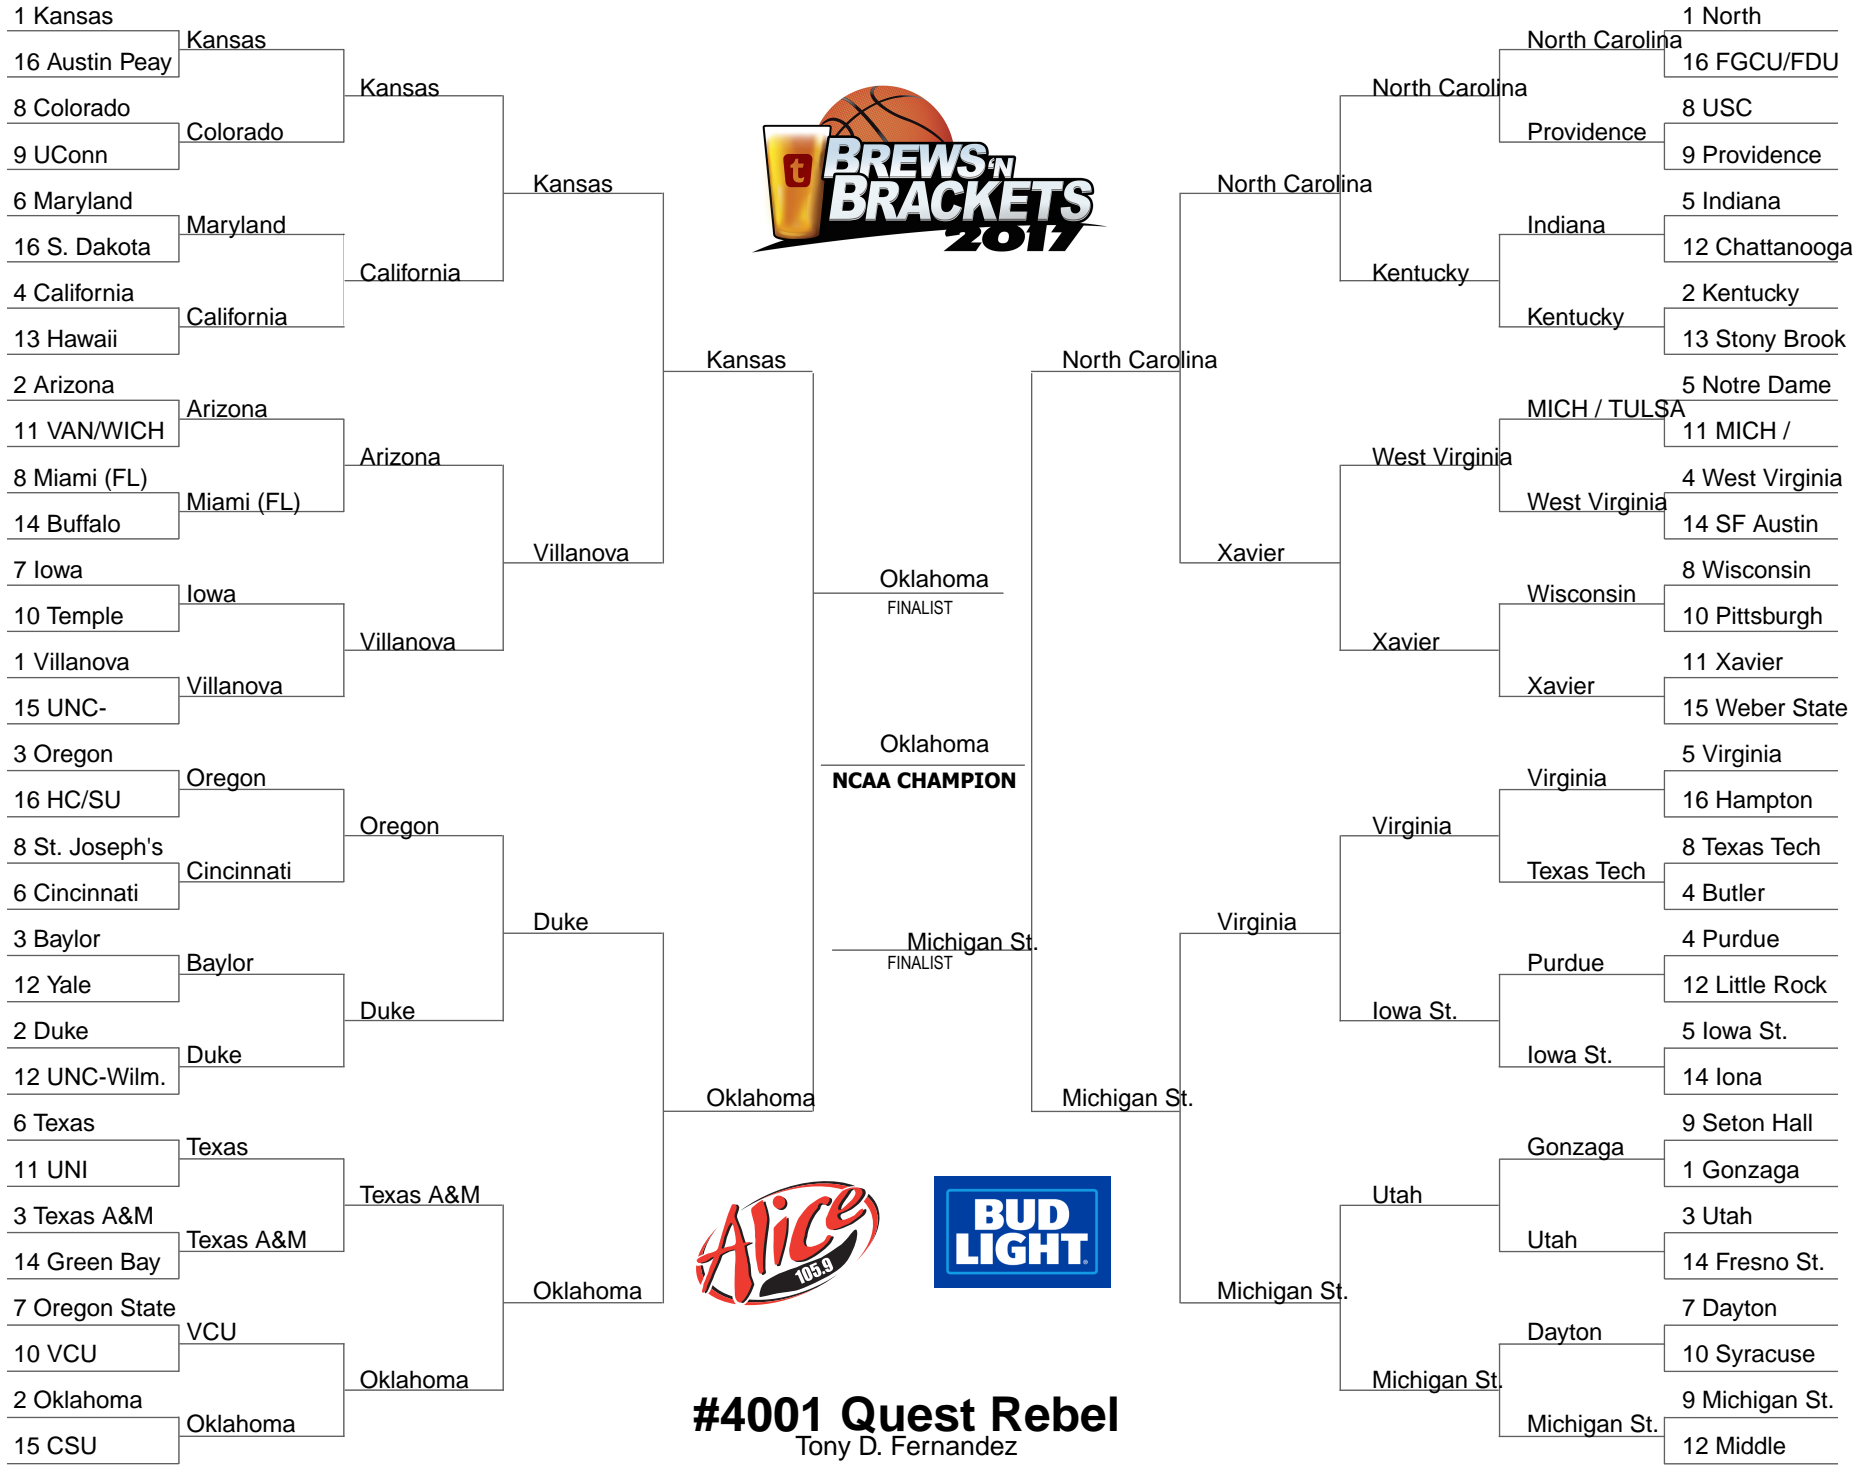 1 Kansas
16 Austin Peay
8 Colorado
9 UConn
6 Maryland
16 S. Dakota
4 California
13 Hawaii
2 Arizona
11 VAN/WICH
8 Miami (FL)
14 Buffalo
7 Iowa
10 Temple
1 Villanova
15 UNC-
3 Oregon
16 HC/SU
8 St. Joseph's
6 Cincinnati
3 Baylor
12 Yale
2 Duke
12 UNC-Wilm.
6 Texas
11 UNI
3 Texas A&M
14 Green Bay
7 Oregon State
10 VCU
2 Oklahoma
15 CSU
Kansas
Colorado
Maryland
California
Arizona
Miami (FL)
Iowa
Villanova
Oregon
Cincinnati
Baylor
Duke
Texas
Texas A&M
VCU
Oklahoma
Kansas
California
Arizona
Villanova
Oregon
Duke
Texas A&M
Oklahoma
Kansas
Villanova
Duke
Oklahoma
Kansas
Oklahoma
t
BREWS 'N
BRACKETS
2017
Oklahoma
FINALIST
Oklahoma
NCAA CHAMPION
Michigan St.
FINALIST
Alice
105.9
BUD
LIGHT
#4001 Quest Rebel
Tony D. Fernandez
North Carolina
Michigan St.
North Carolina
Xavier
Virginia
Michigan St.
North Carolina
Kentucky
West Virginia
Xavier
Virginia
Iowa St.
Utah
Michigan St.
North Carolina
Providence
Indiana
Kentucky
MICH / TULSA
West Virginia
Wisconsin
Xavier
Virginia
Texas Tech
Purdue
Iowa St.
Gonzaga
Utah
Dayton
Michigan St.
1 North
16 FGCU/FDU
8 USC
9 Providence
5 Indiana
12 Chattanooga
2 Kentucky
13 Stony Brook
5 Notre Dame
11 MICH /
4 West Virginia
14 SF Austin
8 Wisconsin
10 Pittsburgh
11 Xavier
15 Weber State
5 Virginia
16 Hampton
8 Texas Tech
4 Butler
4 Purdue
12 Little Rock
5 Iowa St.
14 Iona
9 Seton Hall
1 Gonzaga
3 Utah
14 Fresno St.
7 Dayton
10 Syracuse
9 Michigan St.
12 Middle